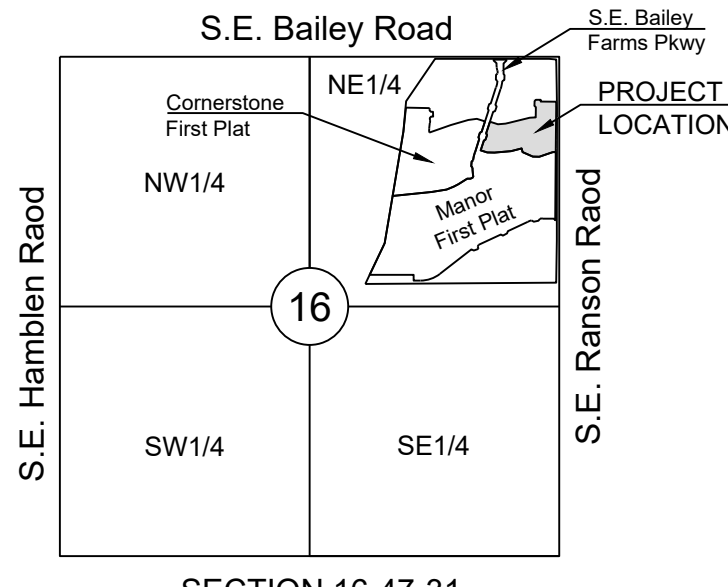 S.E. Bailey Road
S.E. Bailey
Farms Pkwy
NE1/4
PROJECT
LOCATION
Cornerstone
First Plat
NW1/4
Manor
First Plat
S.E. Hamblen Raod
S.E. Ranson Raod
16
SW1/4
SE1/4
SECTION 16-47-31